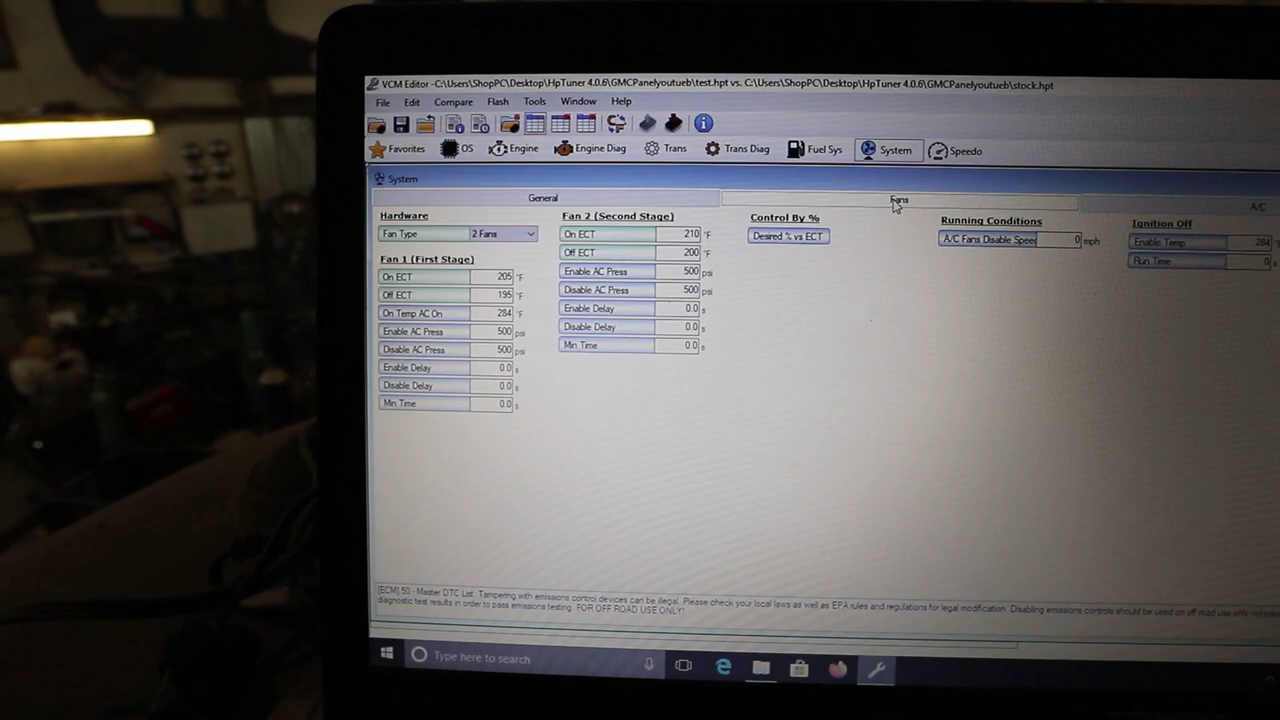 VCM Editor -C:\Users\ShopPC\Desktop\HpTuner 4.0.6\GMCPanelyoutueb\test.hpt vs. C:\Users\ShopPC\Desktop\HpTuner 4.0.6\GMCPanelyoutueb\stock.hpt
File Edit Compare Flash Tools Window Help
Favorites OS Engine Engine Diag Trans Trans Diag Fuel Sys System Speedo
System
General Fans A/C
Hardware
Fan Type 2 Fans
Fan 1 (First Stage)
On ECT 205 °F
Off ECT 195 °F
On Temp AC On 284 °F
Enable AC Press 500 psi
Disable AC Press 500 psi
Enable Delay 0.0 s
Disable Delay 0.0 s
Min Time 0.0 s
Fan 2 (Second Stage)
On ECT 210 °F
Off ECT 200 °F
Enable AC Press 500 psi
Disable AC Press 500 psi
Enable Delay 0.0 s
Disable Delay 0.0 s
Min Time 0.0 s
Control By %
Desired % vs ECT
Running Conditions
A/C Fans Disable Speed 0 mph
Ignition Off
Enable Temp 284
Run Time 0 s
[ECM] 50 - Master DTC List: Tampering with emissions control devices can be illegal. Please check your local laws as well as EPA rules and regulations for legal modification. Disabling emissions controls should be used on off road use only
diagnostic test results in order to pass emissions testing. FOR OFF ROAD USE ONLY!
Type here to search